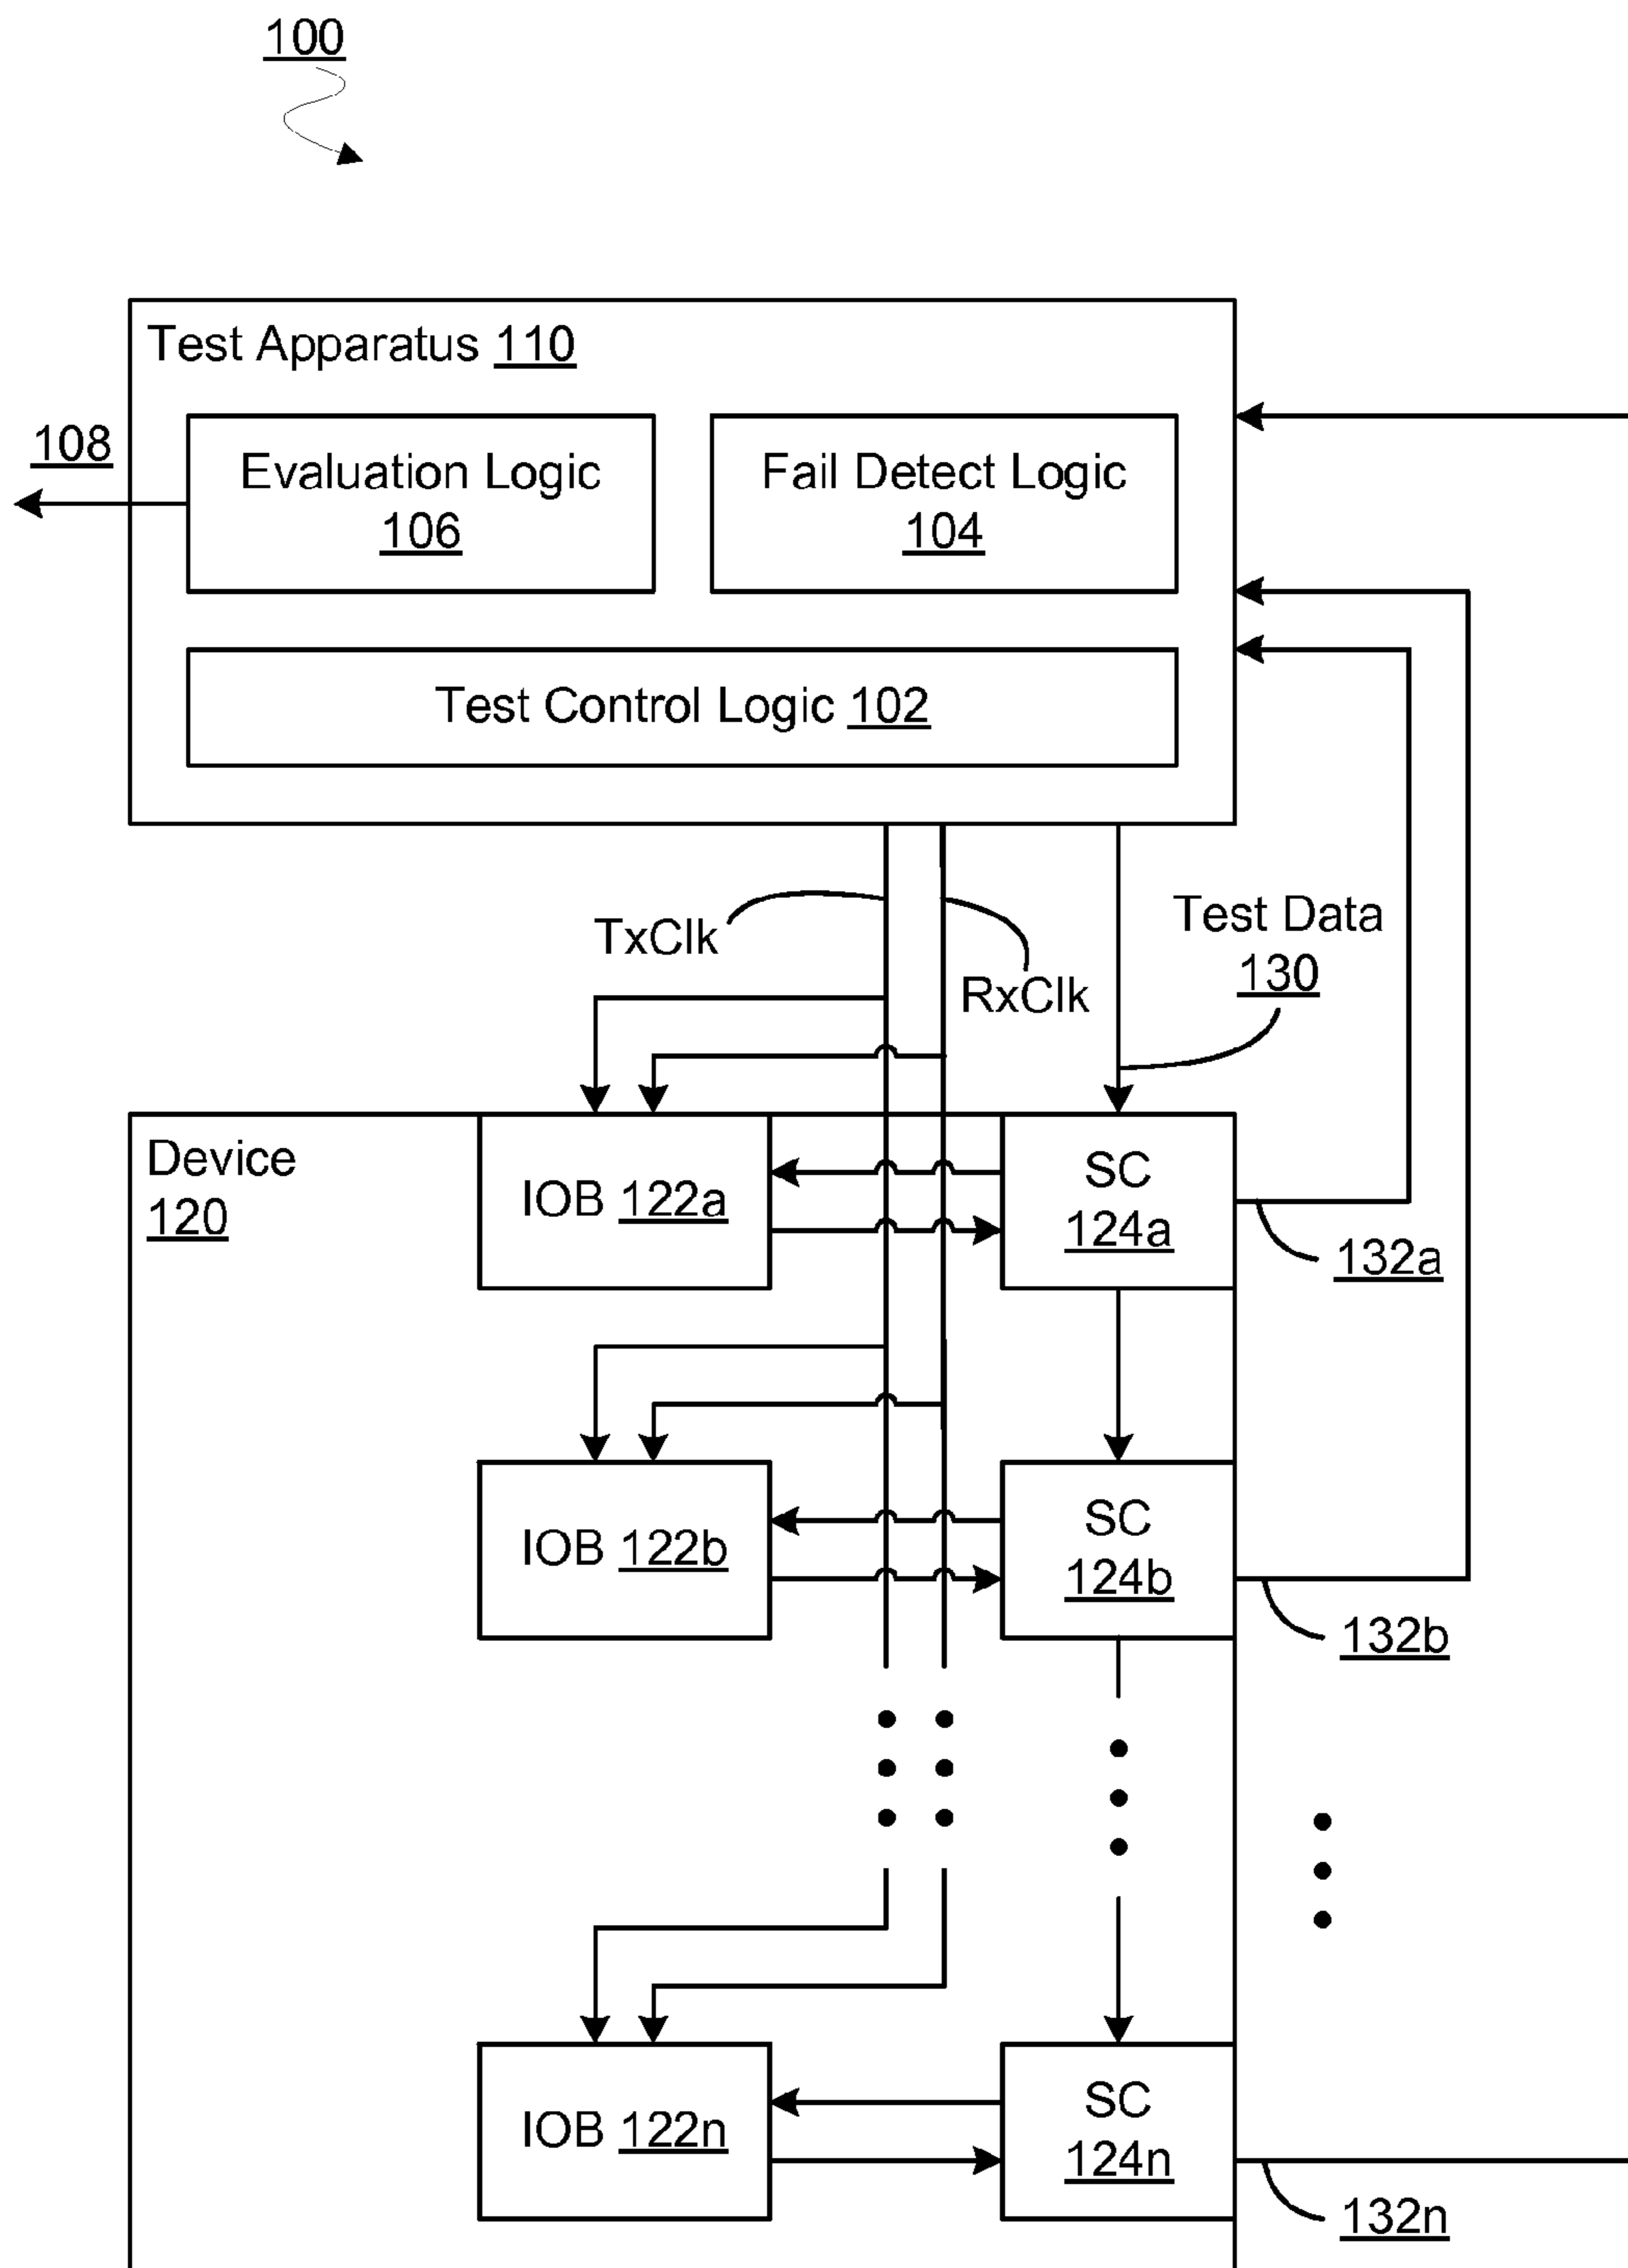 100
Test Apparatus 110
108
Evaluation Logic
106
Fail Detect Logic
104
Test Control Logic 102
TxClk
RxClk
Test Data
130
Device
120
IOB 122a
SC
124a
132a
IOB 122b
SC
124b
132b
IOB 122n
SC
124n
132n